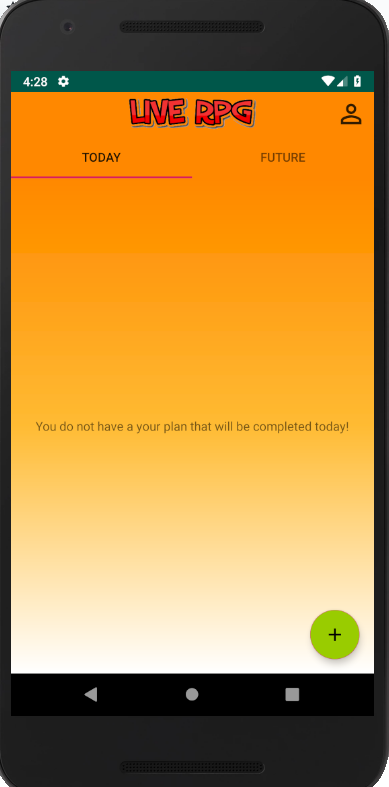 4:28
LIVE RPG
TODAY
FUTURE
You do not have a your plan that will be completed today!
+